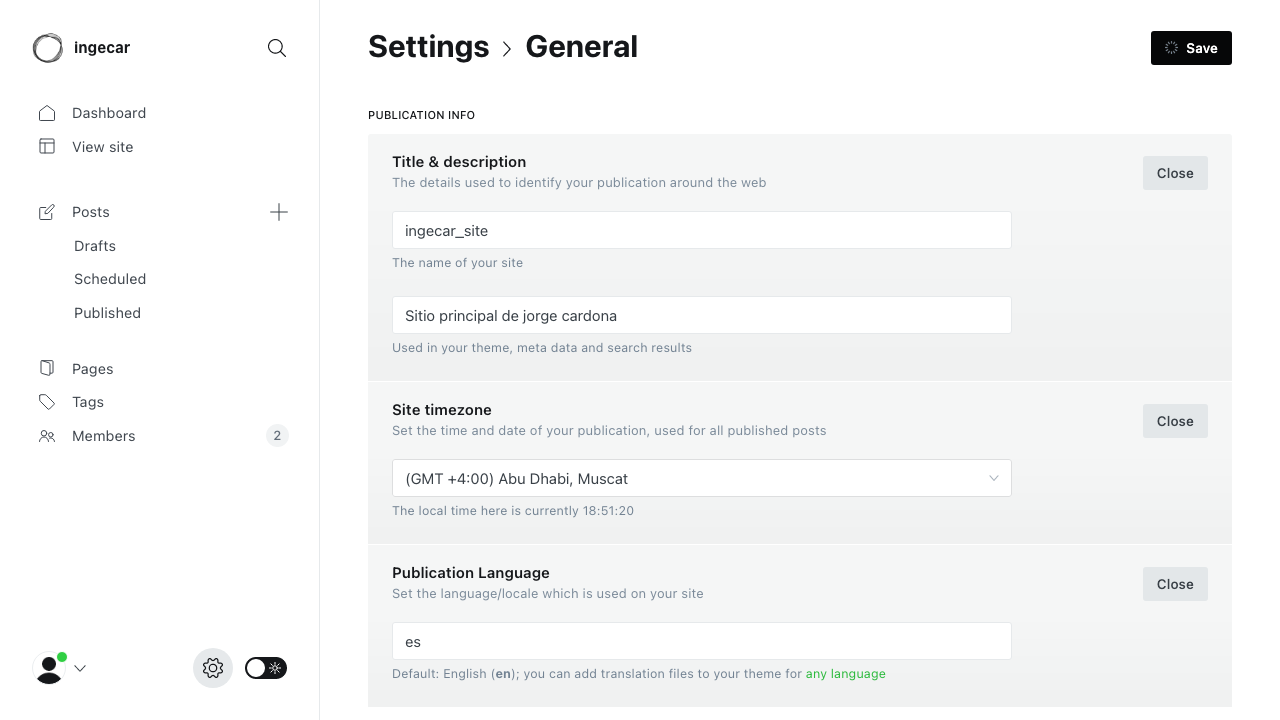 ingecar
Dashboard
View site
Posts
Drafts
Scheduled
Published
Pages
Tags
Members
2
Settings
General
Save
PUBLICATION INFO
Title & description
The details used to identify your publication around the web
Close
ingecar_site
The name of your site
Sitio principal de jorge cardona
Used in your theme, meta data and search results
Site timezone
Set the time and date of your publication, used for all published posts
Close
(GMT +4:00) Abu Dhabi, Muscat
The local time here is currently 18:51:20
Publication Language
Set the language/locale which is used on your site
Close
es
Default: English (en); you can add translation files to your theme for any language